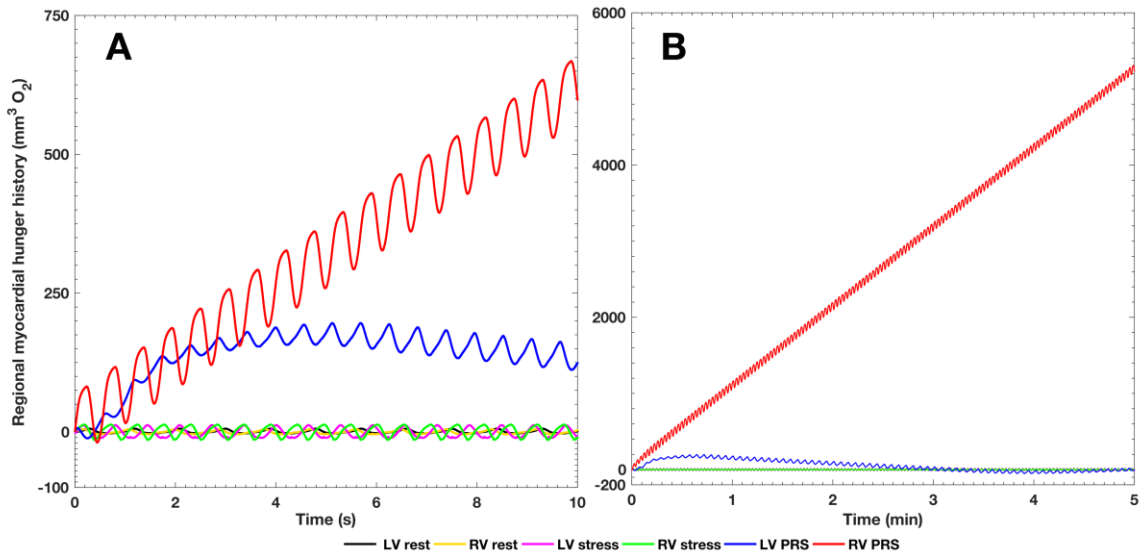 A
Regional myocardial hunger history (mm³ O₂)
750
500
250
0
-100
0 2 4 6 8 10
Time (s)
B
6000
4000
2000
0
-200
0 1 2 3 4 5
Time (min)
LV rest RV rest LV stress RV stress LV PRS RV PRS